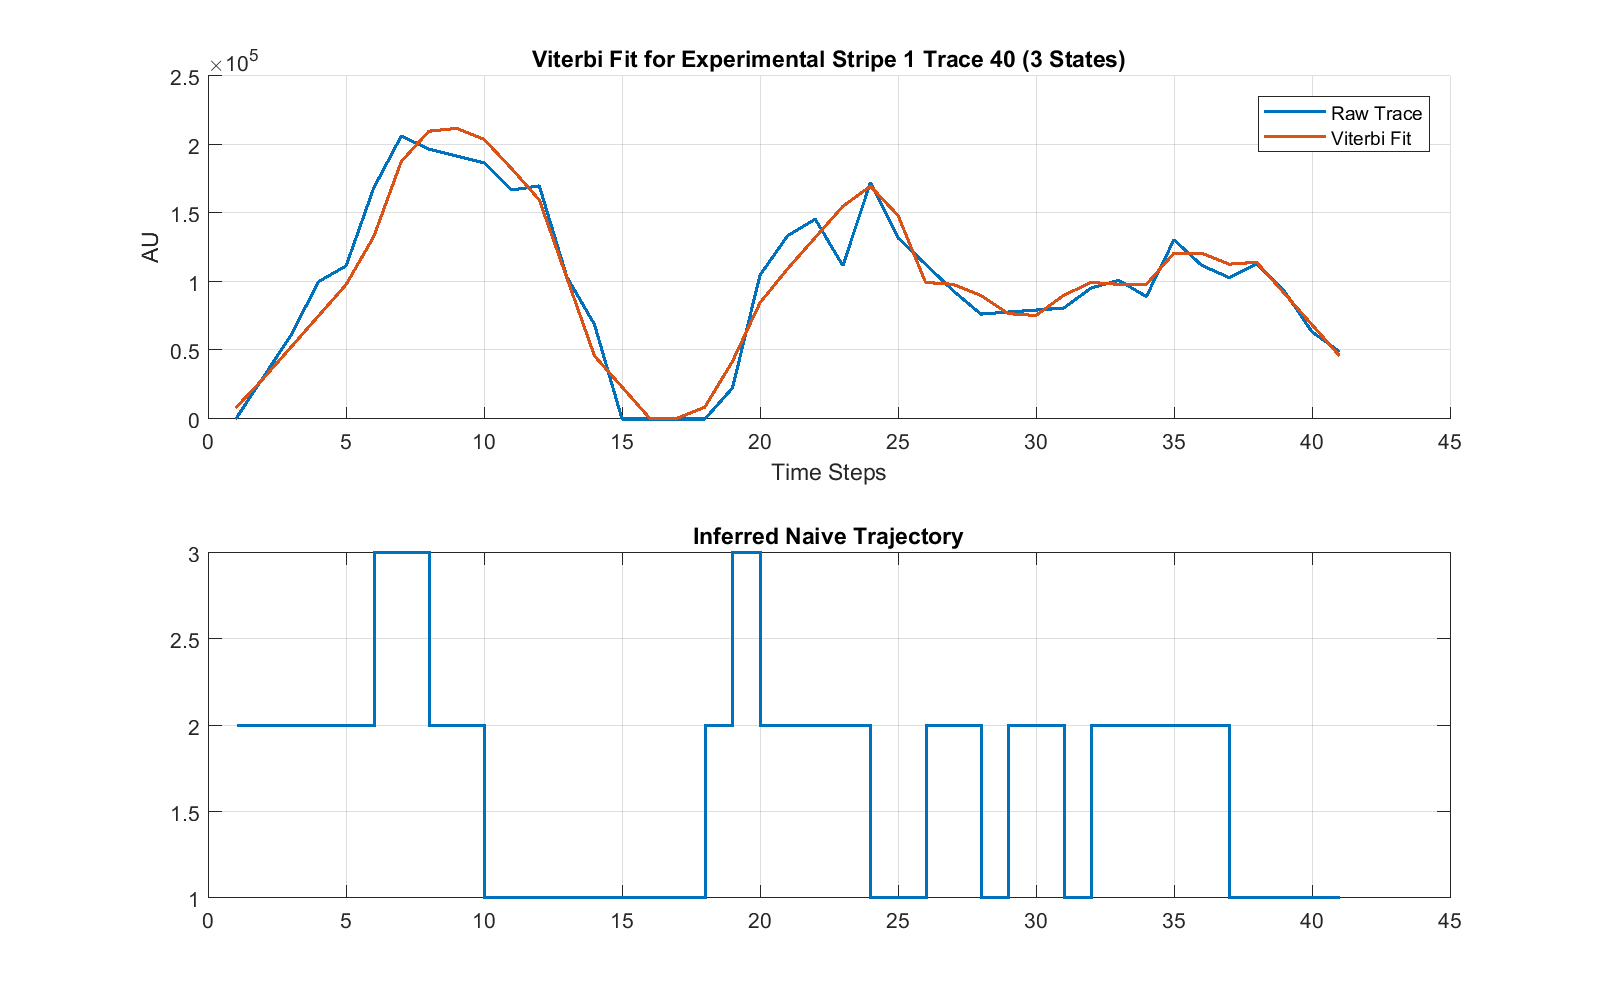 Viterbi Fit for Experimental Stripe 1 Trace 40 (3 States)
×10^5
2.5
2
1.5
1
0.5
0
AU
Raw Trace
Viterbi Fit
0 5 10 15 20 25 30 35 40 45
Time Steps
Inferred Naive Trajectory
3
2.5
2
1.5
1
0 5 10 15 20 25 30 35 40 45